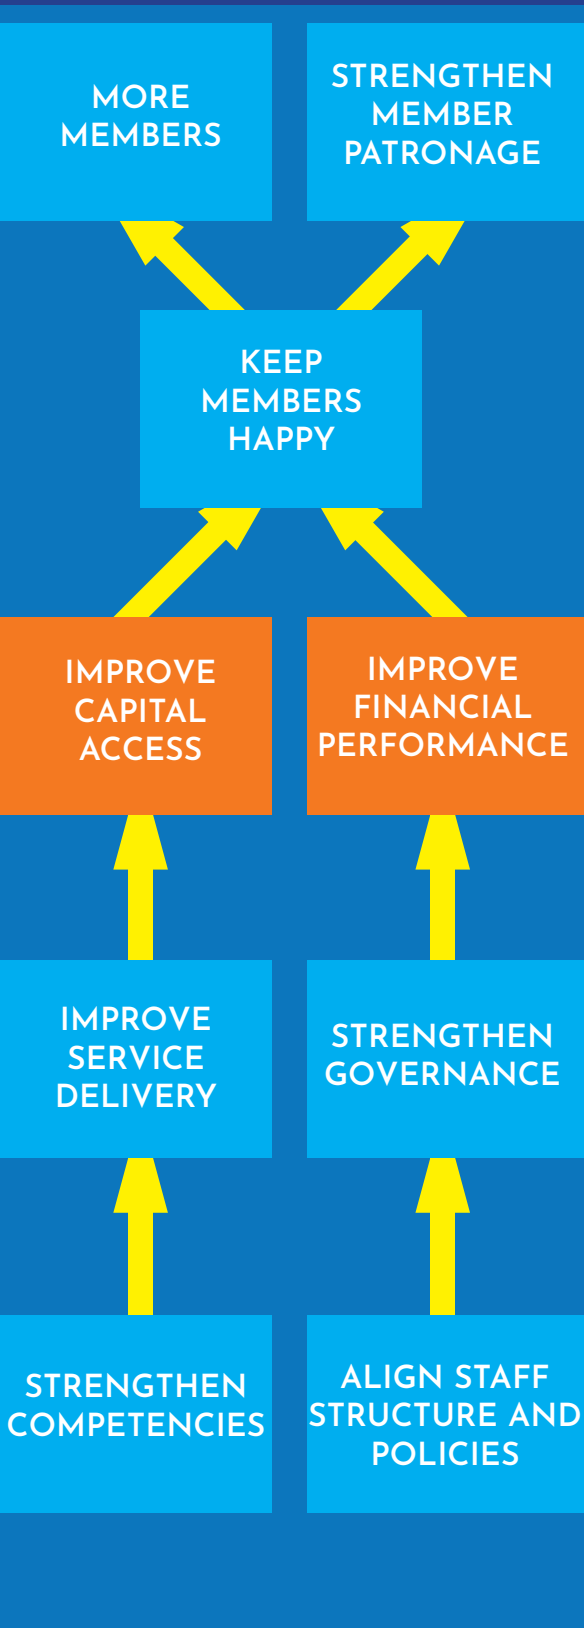 MORE
MEMBERS
STRENGTHEN
MEMBER
PATRONAGE
KEEP
MEMBERS
HAPPY
IMPROVE
CAPITAL
ACCESS
IMPROVE
FINANCIAL
PERFORMANCE
IMPROVE
SERVICE
DELIVERY
STRENGTHEN
GOVERNANCE
STRENGTHEN
COMPETENCIES
ALIGN STAFF
STRUCTURE AND
POLICIES